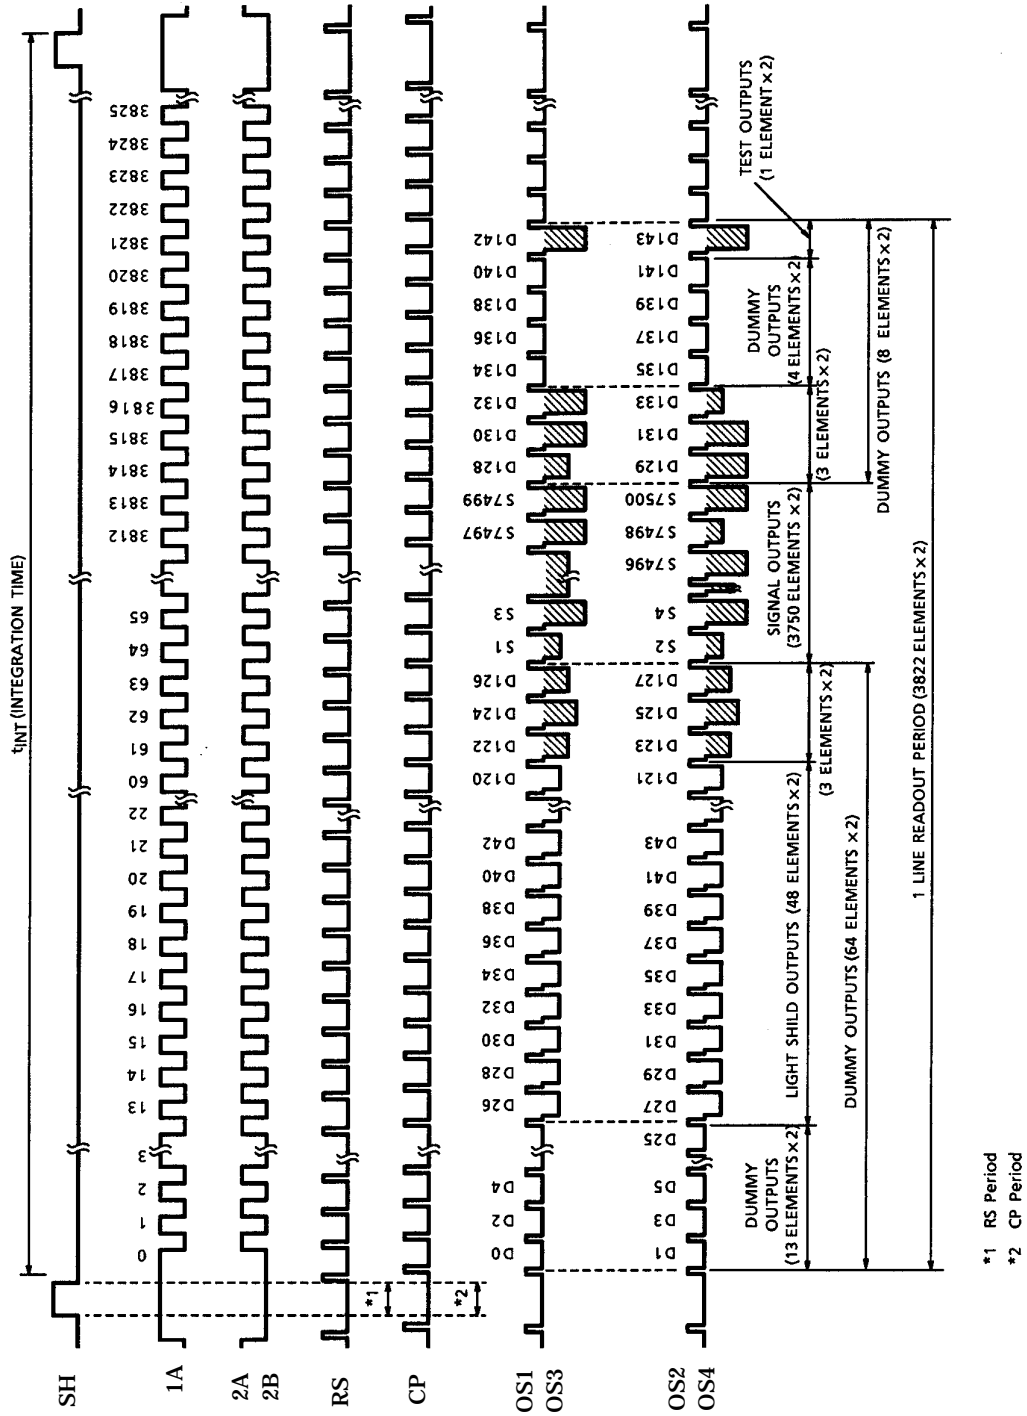 tINT (INTEGRATION TIME)
SH
1A
0 1 2 3 13 14 15 16 17 18 19 20 21 22 60 61 62 63 64 65 3812 3813 3814 3815 3816 3817 3818 3819 3820 3821 3822 3823 3824 3825
2A
2B
RS
*1
CP
*2
OS1
OS3
D0 D2 D4 D26 D28 D30 D32 D34 D36 D38 D40 D42 D120 D122 D124 D126 S1 S3 S7497 S7499 D128 D130 D132 D134 D136 D138 D140 D142
OS2
OS4
D1 D3 D5 D25 D27 D29 D31 D33 D35 D37 D39 D41 D43 D121 D123 D125 D127 S2 S4 S7496 S7498 S7500 D129 D131 D133 D135 D137 D139 D141 D143
DUMMY
OUTPUTS
(13 ELEMENTS×2)
LIGHT SHILD OUTPUTS (48 ELEMENTS×2)
(3 ELEMENTS×2)
SIGNAL OUTPUTS
(3750 ELEMENTS×2)
(3 ELEMENTS×2)
DUMMY
OUTPUTS
(4 ELEMENTS×2)
TEST OUTPUTS
(1 ELEMENT×2)
DUMMY OUTPUTS (64 ELEMENTS ×2)
DUMMY OUTPUTS (8 ELEMENTS×2)
1 LINE READOUT PERIOD (3822 ELEMENTS ×2)
*1 RS Period
*2 CP Period